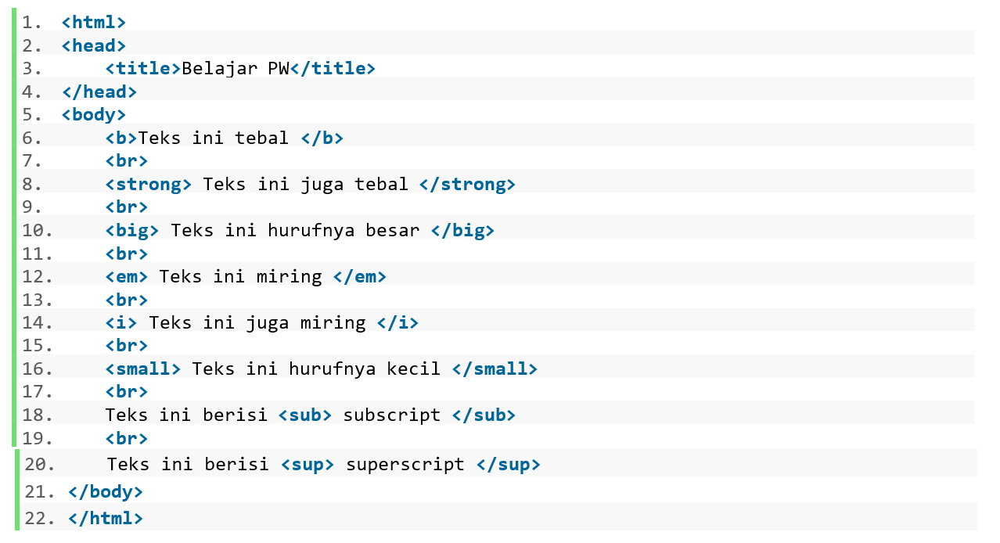 1. <html>
2. <head>
3.     <title>Belajar PW</title>
4. </head>
5. <body>
6.     <b>Teks ini tebal </b>
7.     <br>
8.     <strong> Teks ini juga tebal </strong>
9.     <br>
10.     <big> Teks ini hurufnya besar </big>
11.     <br>
12.     <em> Teks ini miring </em>
13.     <br>
14.     <i> Teks ini juga miring </i>
15.     <br>
16.     <small> Teks ini hurufnya kecil </small>
17.     <br>
18.     Teks ini berisi <sub> subscript </sub>
19.     <br>
20.     Teks ini berisi <sup> superscript </sup>
21. </body>
22. </html>